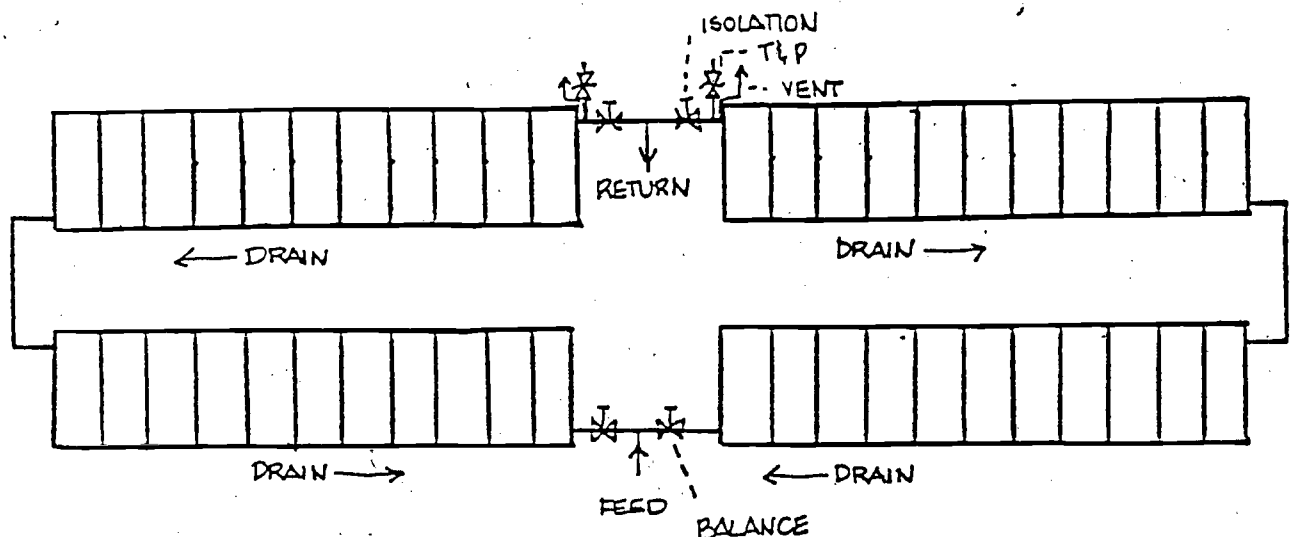 ISOLATION
T&P
VENT
RETURN
← DRAIN
DRAIN →
DRAIN →
← DRAIN
FEED
BALANCE